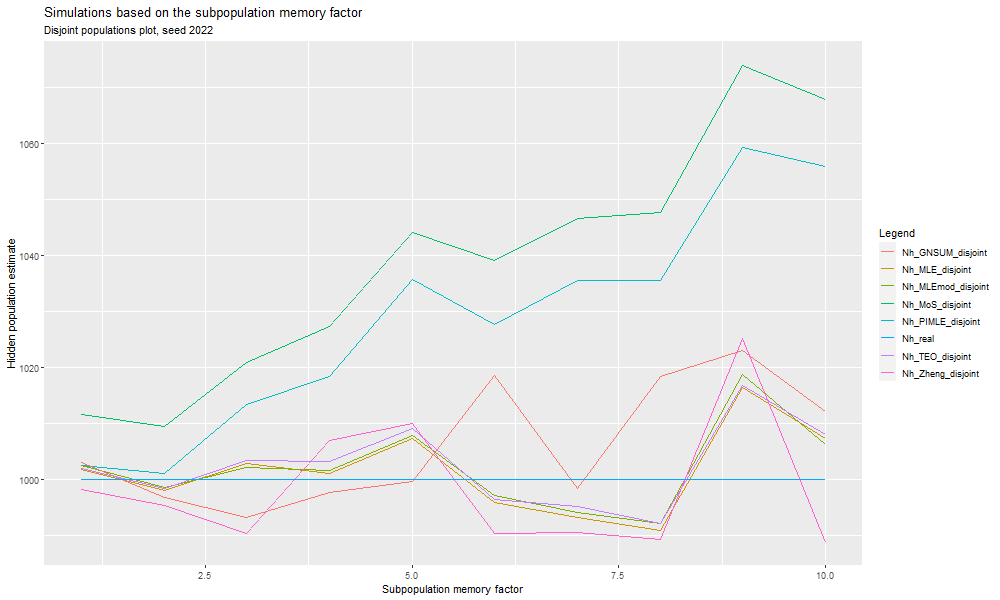 Simulations based on the subpopulation memory factor
Disjoint populations plot, seed 2022
Hidden population estimate
1060
1040
1020
1000
2.5
5.0
7.5
10.0
Subpopulation memory factor
Legend
Nh_GNSUM_disjoint
Nh_MLE_disjoint
Nh_MLEmod_disjoint
Nh_MoS_disjoint
Nh_PIMLE_disjoint
Nh_real
Nh_TEO_disjoint
Nh_Zheng_disjoint